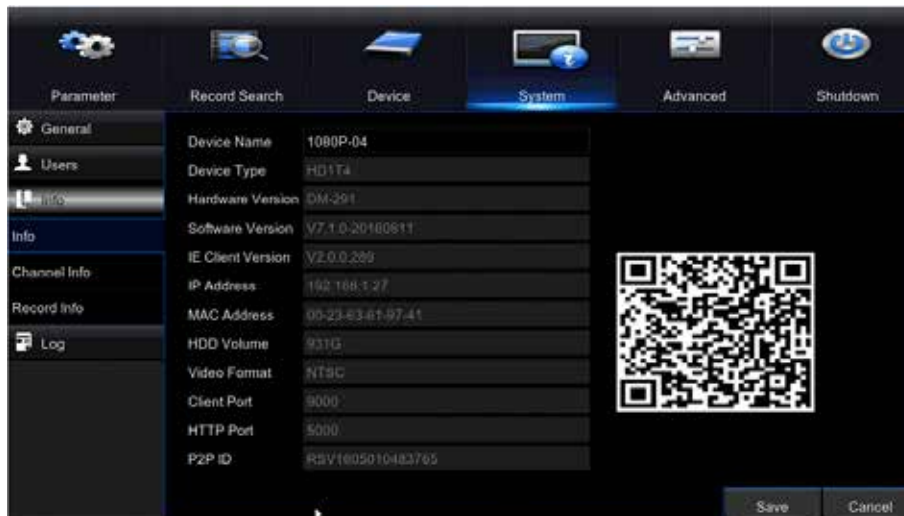 Parameter Record Search Device System Advanced Shutdown
General
Users
Info
Info
Channel Info
Record Info
Log
Device Name 1080P-04
Device Type HD1T4
Hardware Version DM-291
Software Version V7.1.0-20160611
IE Client Version V2.0.0.289
IP Address 192.168.1.27
MAC Address 00-23-63-61-97-41
HDD Volume 931G
Video Format NTSC
Client Port 9000
HTTP Port 5000
P2P ID RSV1605010483765
Save Cancel